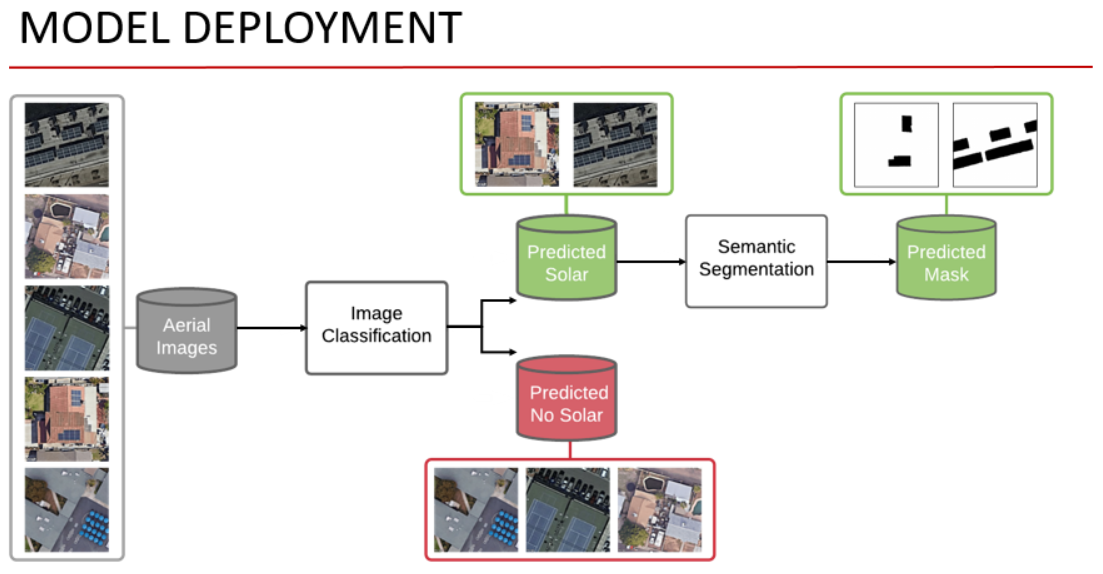 MODEL DEPLOYMENT
Aerial
Images
Image
Classification
Predicted
Solar
Semantic
Segmentation
Predicted
Mask
Predicted
No Solar